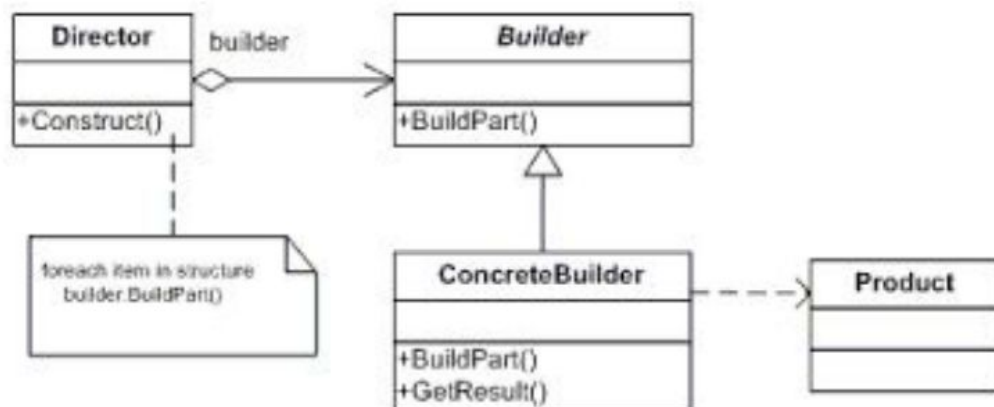 Director
builder
Builder
+Construct()
+BuildPart()
foreach item in structure
builder.BuildPart()
ConcreteBuilder
Product
+BuildPart()
+GetResult()